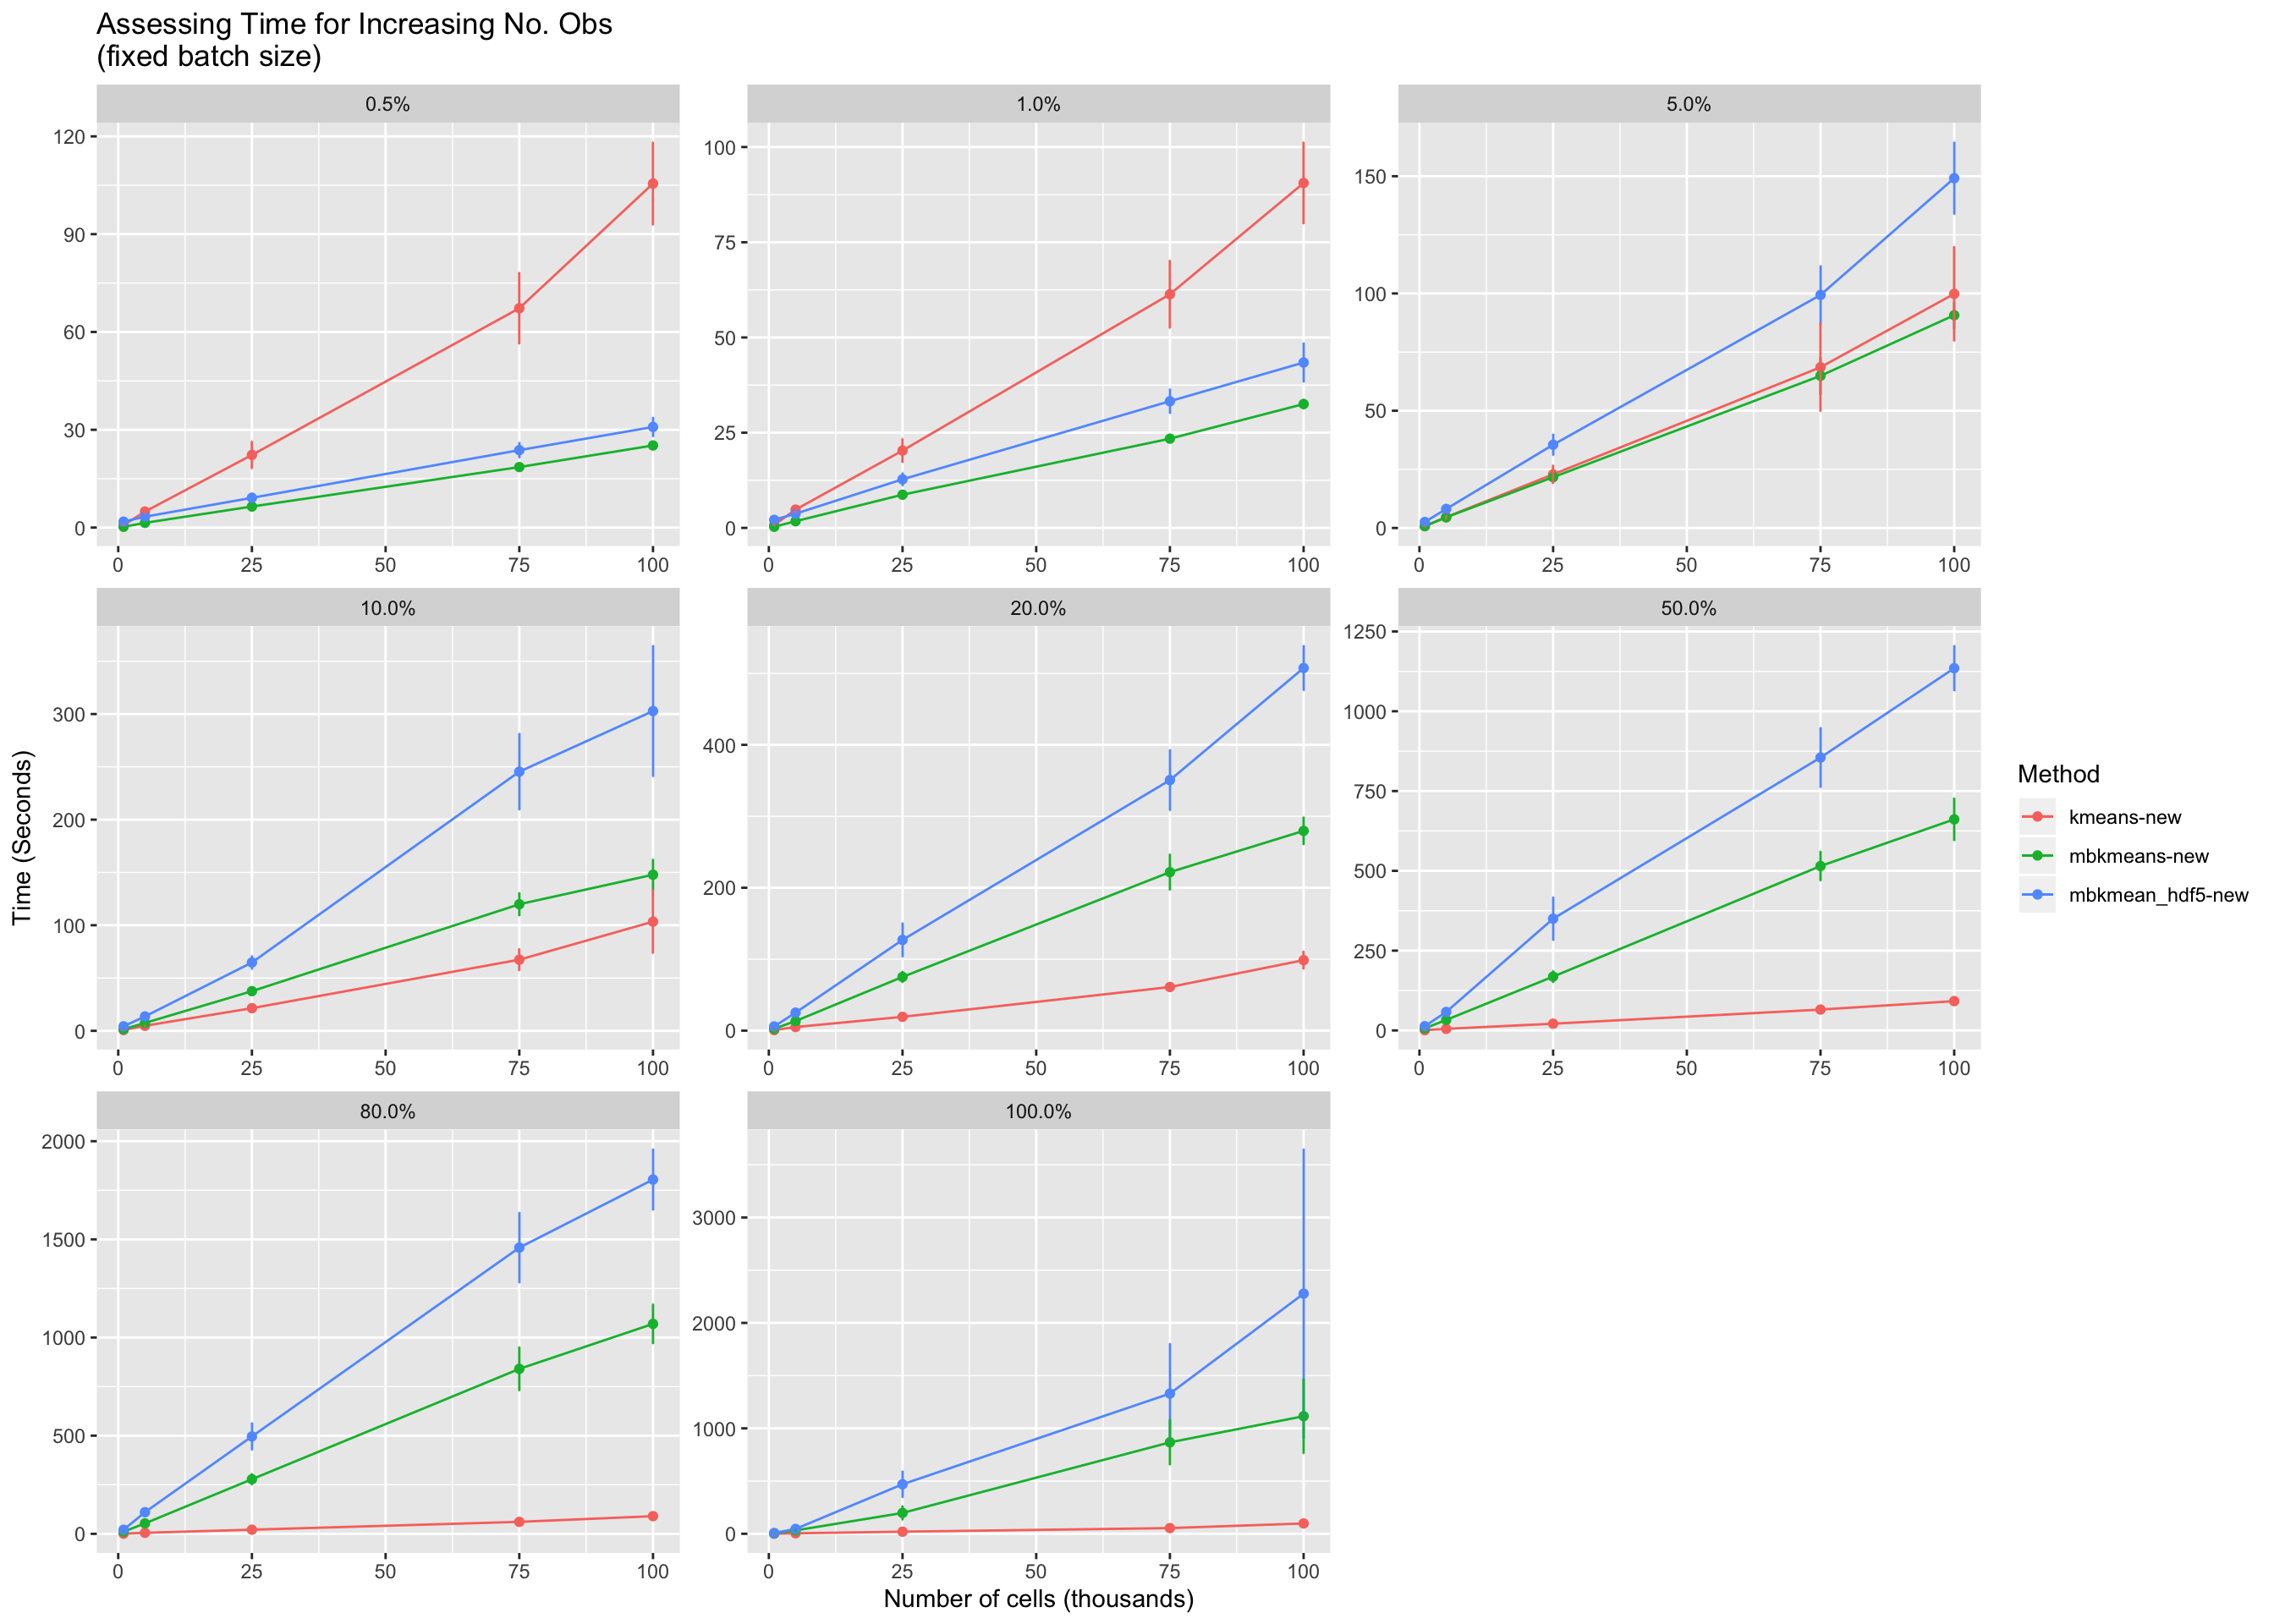 Assessing Time for Increasing No. Obs
(fixed batch size)
0.5%
1.0%
5.0%
120
90
60
30
0
100
75
50
25
0
150
100
50
0
0 25 50 75 100
0 25 50 75 100
0 25 50 75 100
10.0%
20.0%
50.0%
300
200
100
0
400
200
0
1250
1000
750
500
250
0
0 25 50 75 100
0 25 50 75 100
0 25 50 75 100
80.0%
100.0%
2000
1500
1000
500
0
3000
2000
1000
0
0 25 50 75 100
0 25 50 75 100
Time (Seconds)
Number of cells (thousands)
Method
kmeans-new
mbkmeans-new
mbkmean_hdf5-new